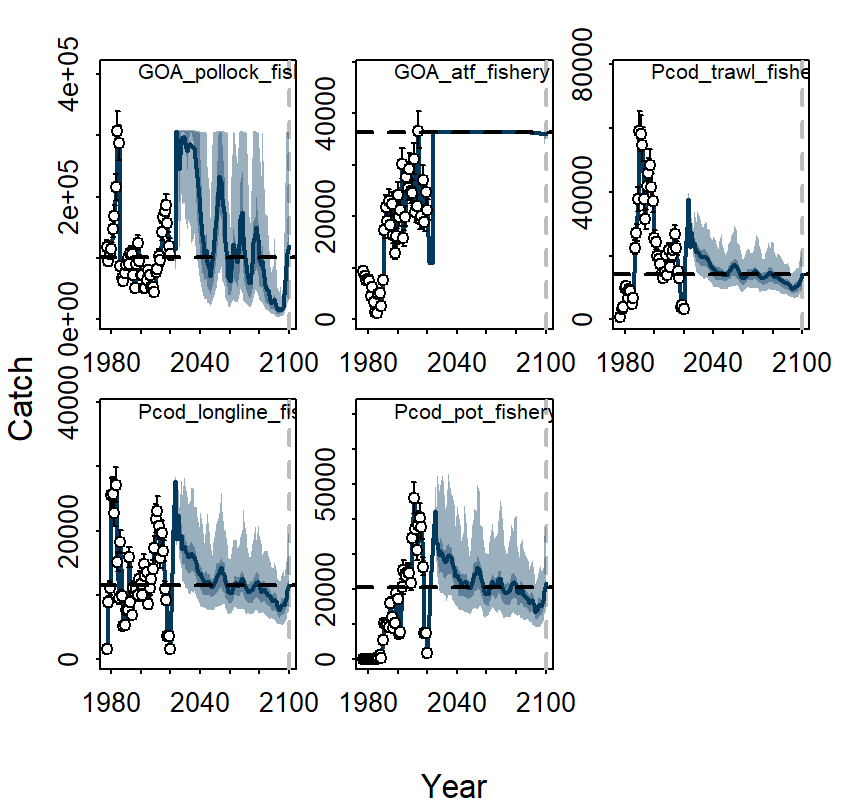 GOA_pollock_fis
GOA_atf_fishery
Pcod_trawl_fishe
0e+00 2e+05 4e+05
0 20000 40000
0 40000 80000
1980 2040 2100
1980 2040 2100
1980 2040 2100
Catch
Pcod_longline_fis
Pcod_pot_fishery
0 20000 40000
0 20000 50000
1980 2040 2100
1980 2040 2100
Year